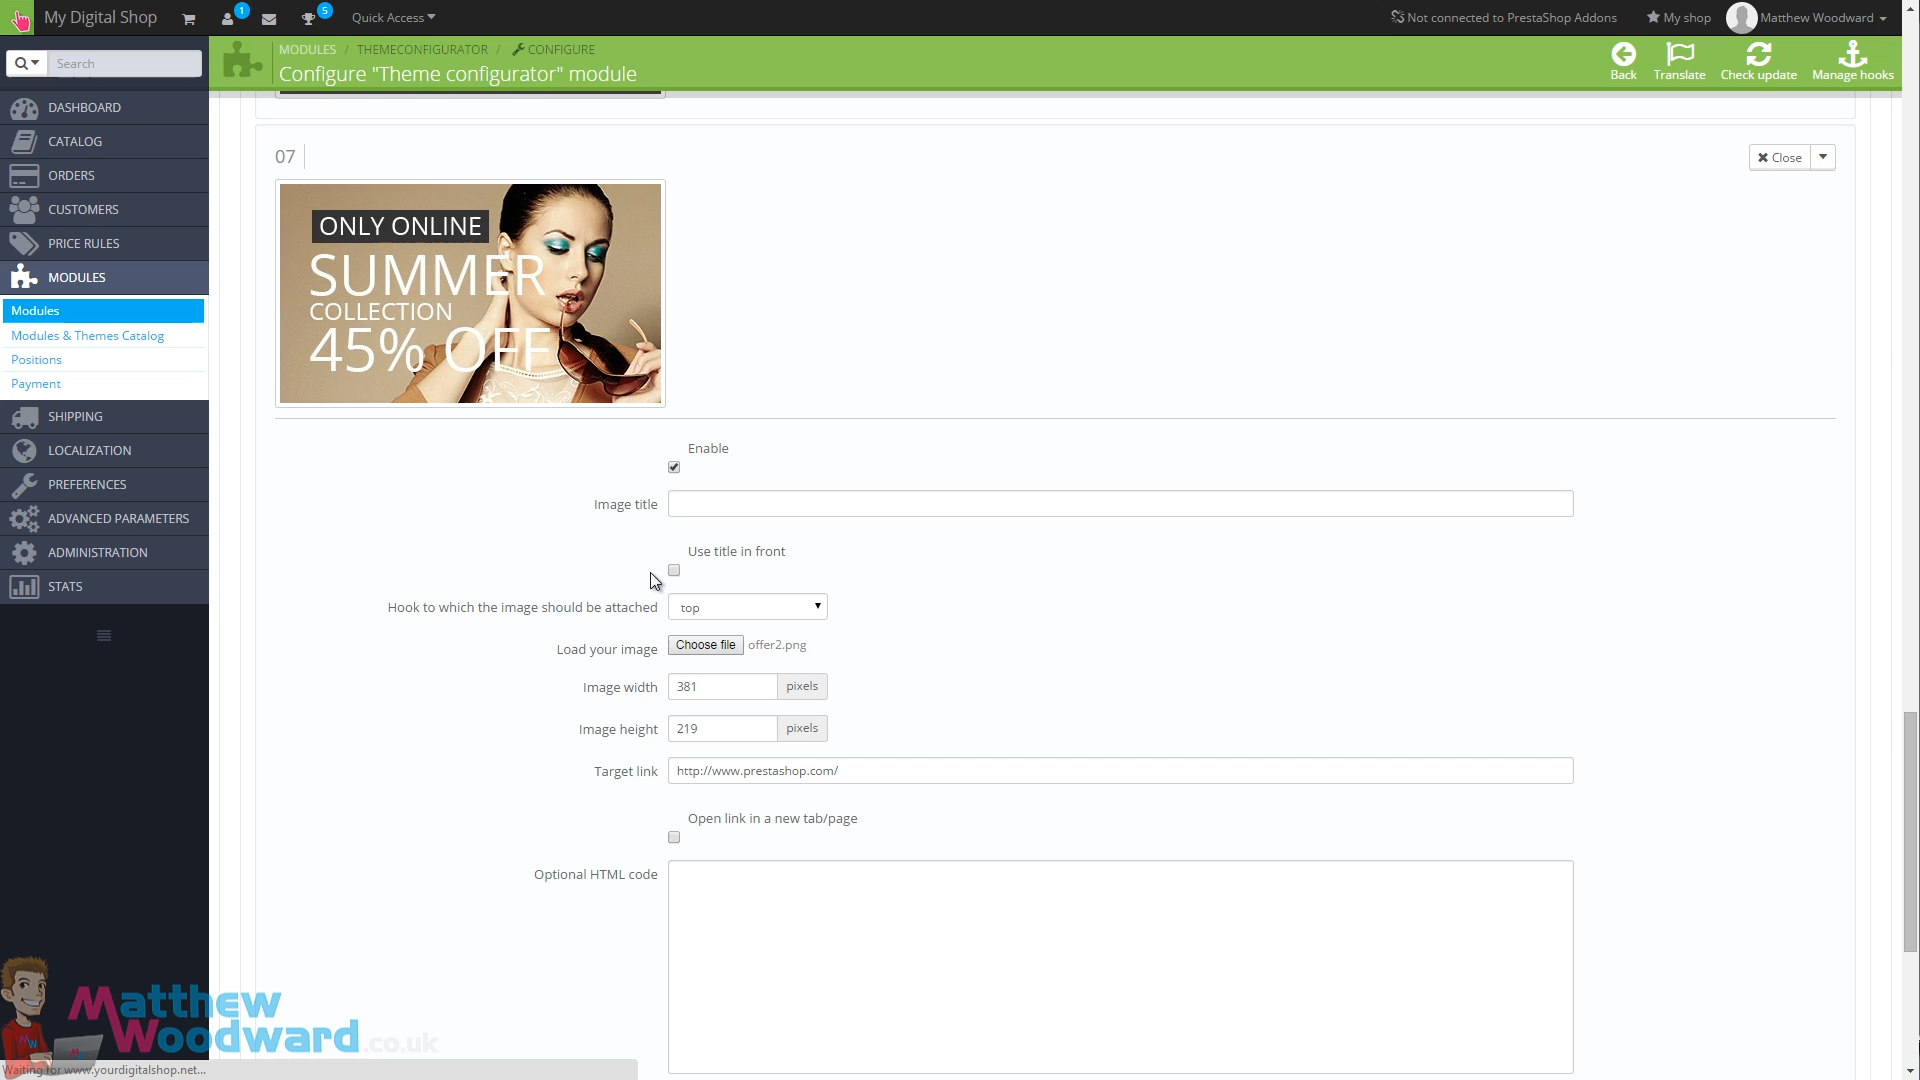 My Digital Shop
1
5
Quick Access
Not connected to PrestaShop Addons
My shop
Matthew Woodward
Search
MODULES / THEMECONFIGURATOR / CONFIGURE
Configure "Theme configurator" module
Back
Translate
Check update
Manage hooks
DASHBOARD
CATALOG
ORDERS
CUSTOMERS
PRICE RULES
MODULES
Modules
Modules & Themes Catalog
Positions
Payment
SHIPPING
LOCALIZATION
PREFERENCES
ADVANCED PARAMETERS
ADMINISTRATION
STATS
07
Close
ONLY ONLINE
SUMMER
COLLECTION
45% OFF
Enable
Image title
Use title in front
Hook to which the image should be attached top
Load your image Choose file offer2.png
Image width 381 pixels
Image height 219 pixels
Target link http://www.prestashop.com/
Open link in a new tab/page
Optional HTML code
MW
Matthew
Woodward.co.uk
Waiting for www.yourdigitalshop.net...